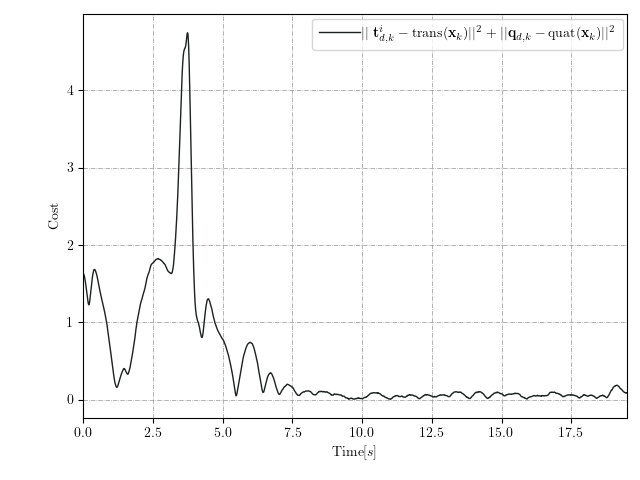 || t^i_{d,k} − trans(x_k)||^2 + ||q_{d,k} − quat(x_k)||^2
4
3
2
1
0
Cost
0.0 2.5 5.0 7.5 10.0 12.5 15.0 17.5
Time[s]